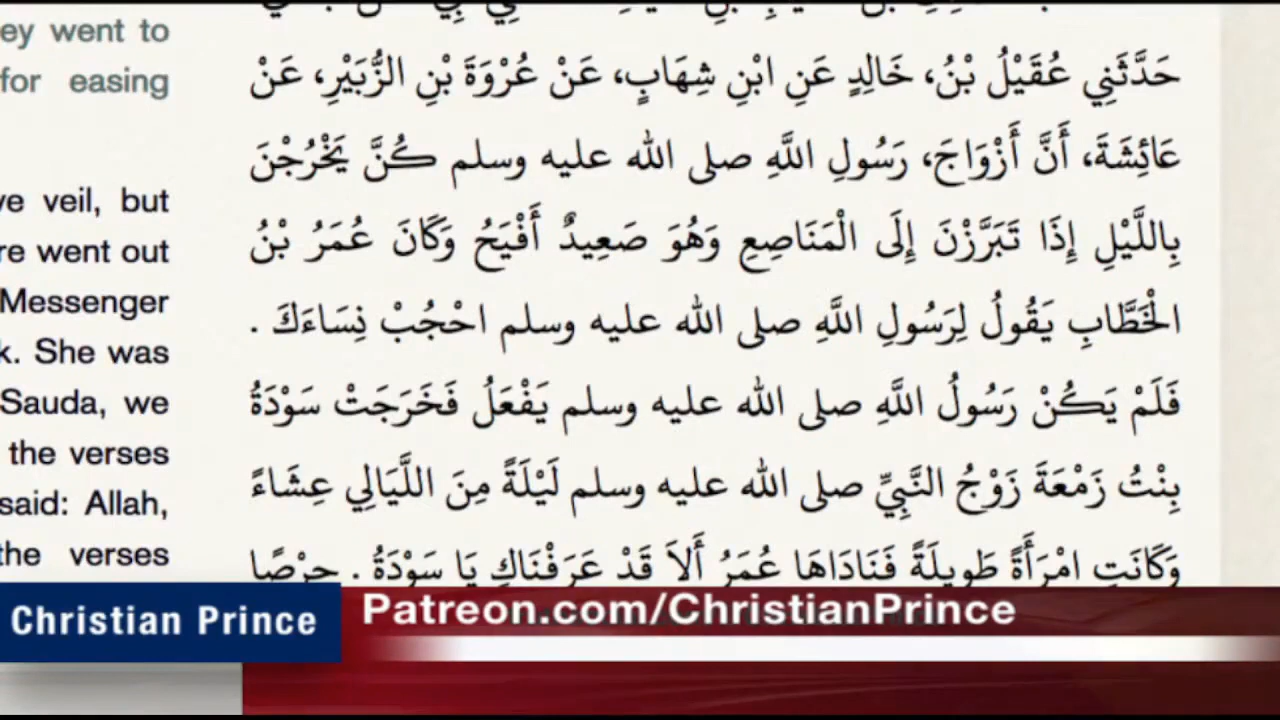 ey went to
for easing
ve veil, but
re went out
Messenger
k. She was
Sauda, we
the verses
said: Allah,
the verses
حَدَّثَنِي عُقَيْلُ بْنُ، خَالِدٍ عَنِ ابْنِ شِهَابٍ، عَنْ عُرْوَةَ بْنِ الزُّبَيْرِ، عَنْ
عَائِشَةَ، أَنَّ أَزْوَاجَ، رَسُولِ اللَّهِ صلى الله عليه وسلم كُنَّ يَخْرُجْنَ
بِاللَّيْلِ إِذَا تَبَرَّزْنَ إِلَى الْمَنَاصِعِ وَهُوَ صَعِيدٌ أَفْيَحُ وَكَانَ عُمَرُ بْنُ
الْخَطَّابِ يَقُولُ لِرَسُولِ اللَّهِ صلى الله عليه وسلم احْجُبْ نِسَاءَكَ .
فَلَمْ يَكُنْ رَسُولُ اللَّهِ صلى الله عليه وسلم يَفْعَلُ فَخَرَجَتْ سَوْدَةُ
بِنْتُ زَمْعَةَ زَوْجُ النَّبِيِّ صلى الله عليه وسلم لَيْلَةً مِنَ اللَّيَالِي عِشَاءً
وَكَانَتِ امْرَأَةً طَوِيلَةً فَنَادَاهَا عُمَرُ أَلاَ قَدْ عَرَفْنَاكِ يَا سَوْدَةُ . حِرْصًا
Christian Prince
Patreon.com/ChristianPrince